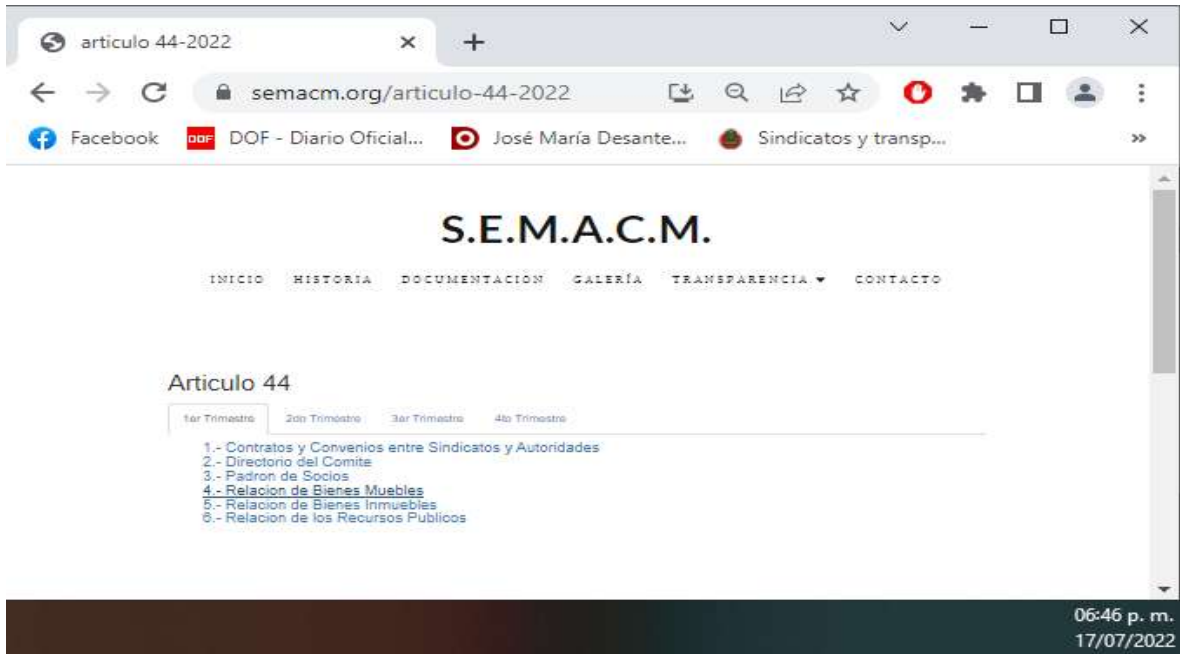 articulo 44-2022
semacm.org/articulo-44-2022
Facebook DOF DOF - Diario Oficial... José María Desante... Sindicatos y transp... »
S.E.M.A.C.M.
INICIO HISTORIA DOCUMENTACION GALERÍA TRANSPARENCIA CONTACTO
Articulo 44
1er Trimestre 2do Trimestre 3er Trimestre 4to Trimestre
1.- Contratos y Convenios entre Sindicatos y Autoridades
2.- Directorio del Comite
3.- Padron de Socios
4.- Relacion de Bienes Muebles
5.- Relacion de Bienes Inmuebles
6.- Relacion de los Recursos Publicos
06:46 p. m.
17/07/2022